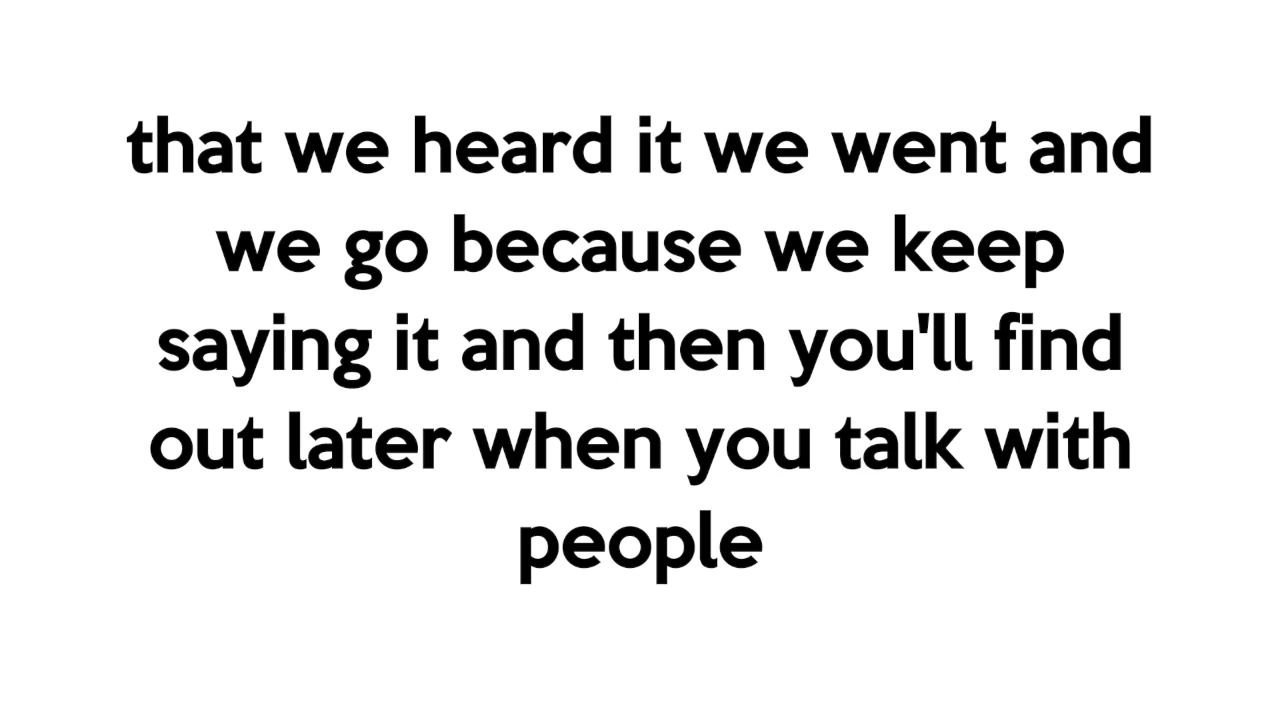 that we heard it we went and
we go because we keep
saying it and then you'll find
out later when you talk with
people